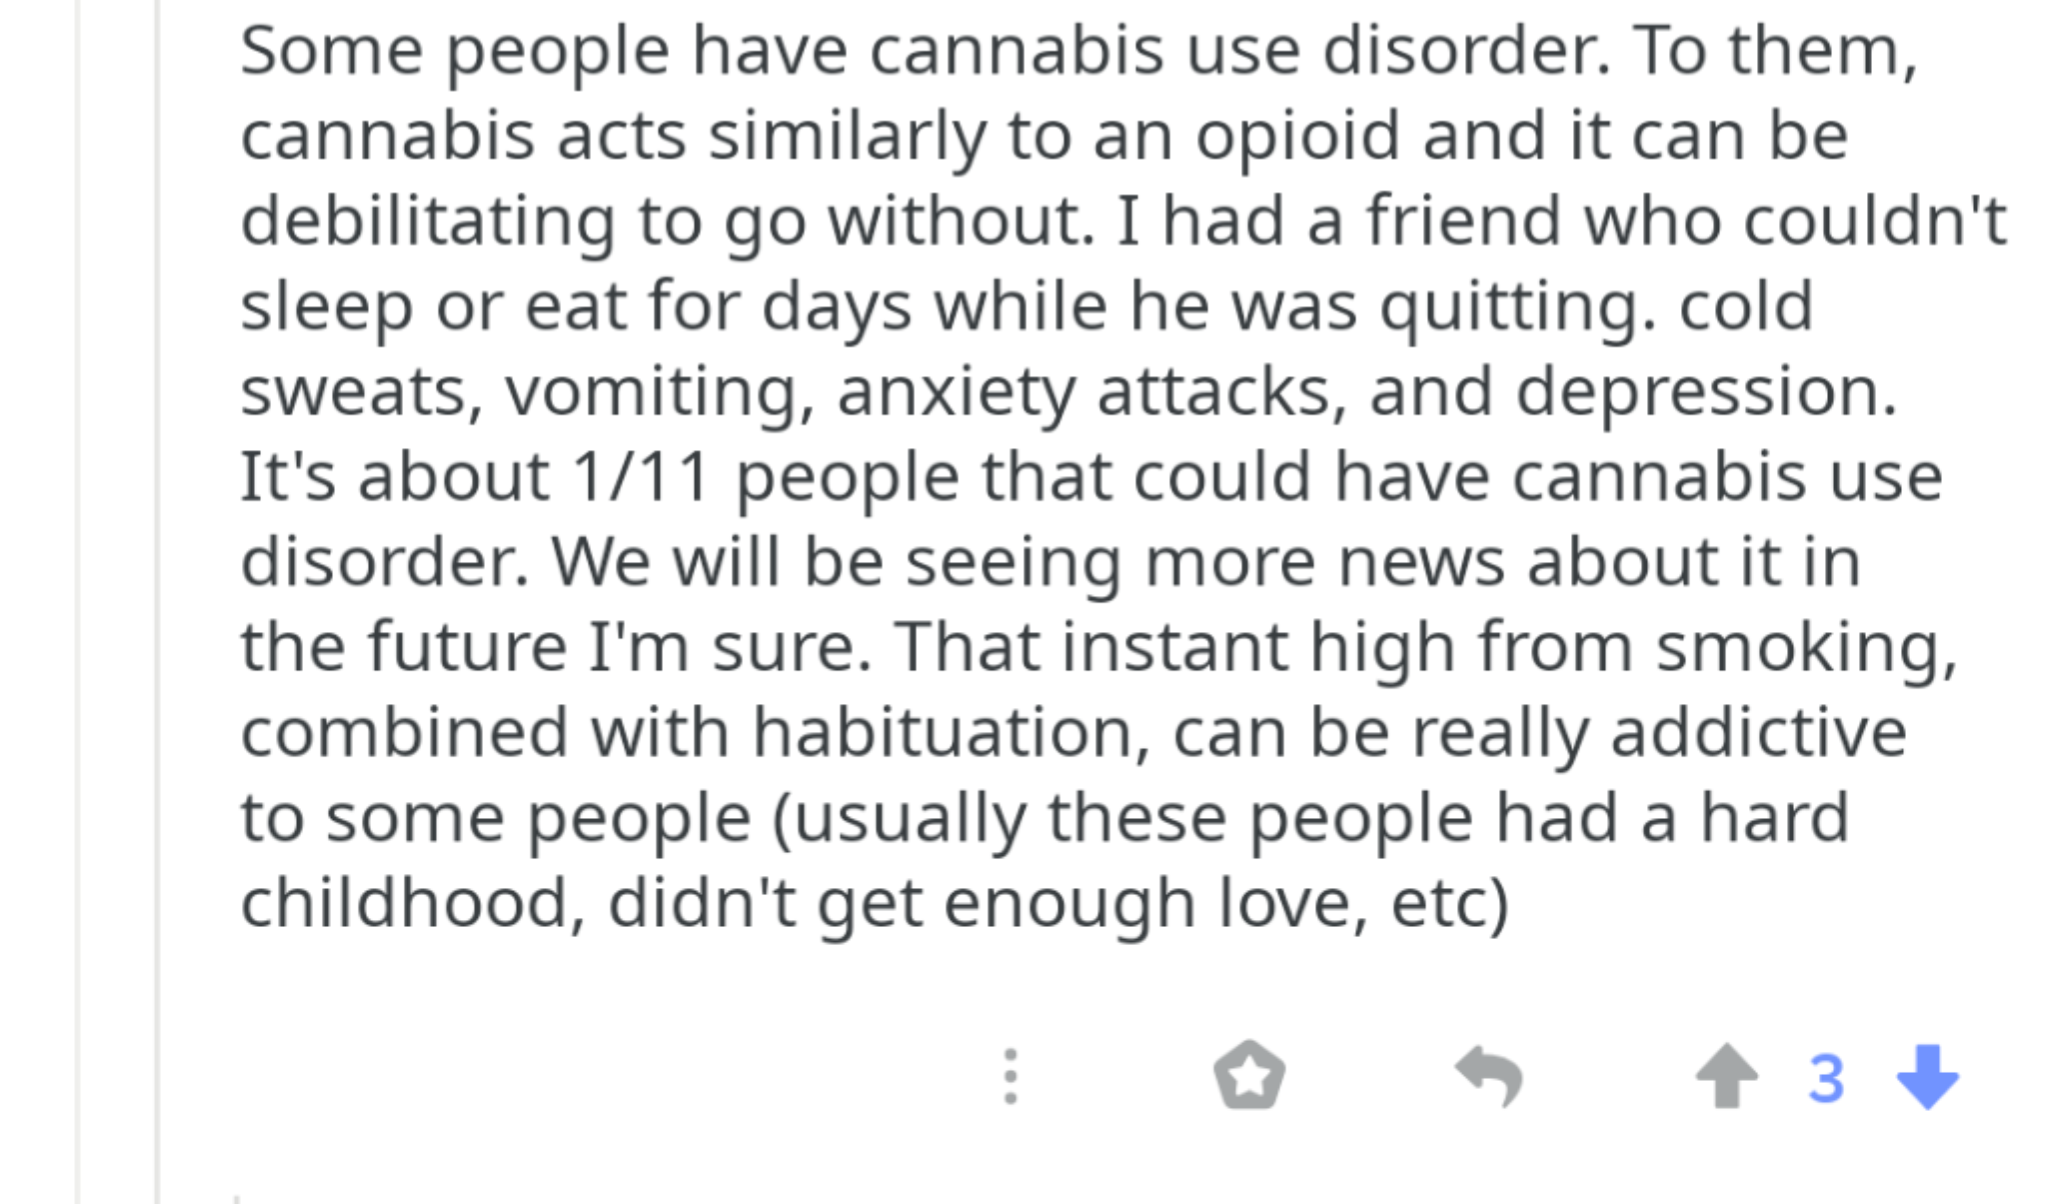 Some people have cannabis use disorder. To them,
cannabis acts similarly to an opioid and it can be
debilitating to go without. I had a friend who couldn't
sleep or eat for days while he was quitting. cold
sweats, vomiting, anxiety attacks, and depression.
It's about 1/11 people that could have cannabis use
disorder. We will be seeing more news about it in
the future I'm sure. That instant high from smoking,
combined with habituation, can be really addictive
to some people (usually these people had a hard
childhood, didn't get enough love, etc)
3